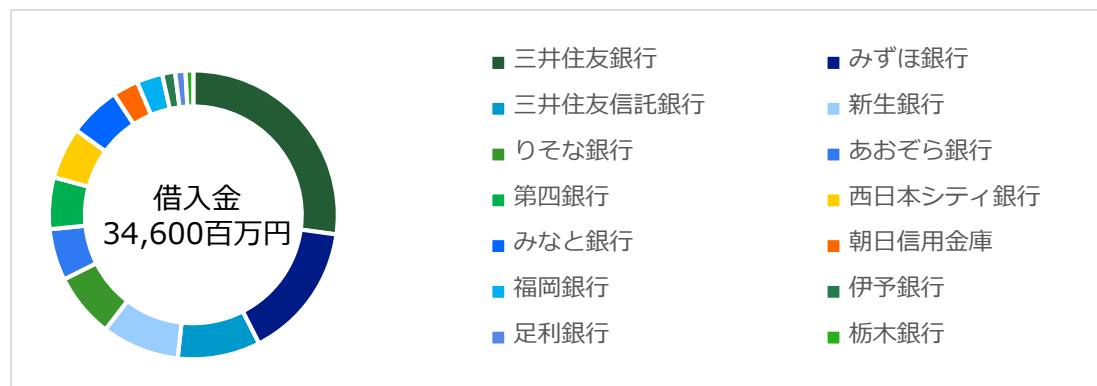 借入金
34,600百万円
三井住友銀行
みずほ銀行
三井住友信託銀行
新生銀行
りそな銀行
あおぞら銀行
第四銀行
西日本シティ銀行
みなと銀行
朝日信用金庫
福岡銀行
伊予銀行
足利銀行
栃木銀行